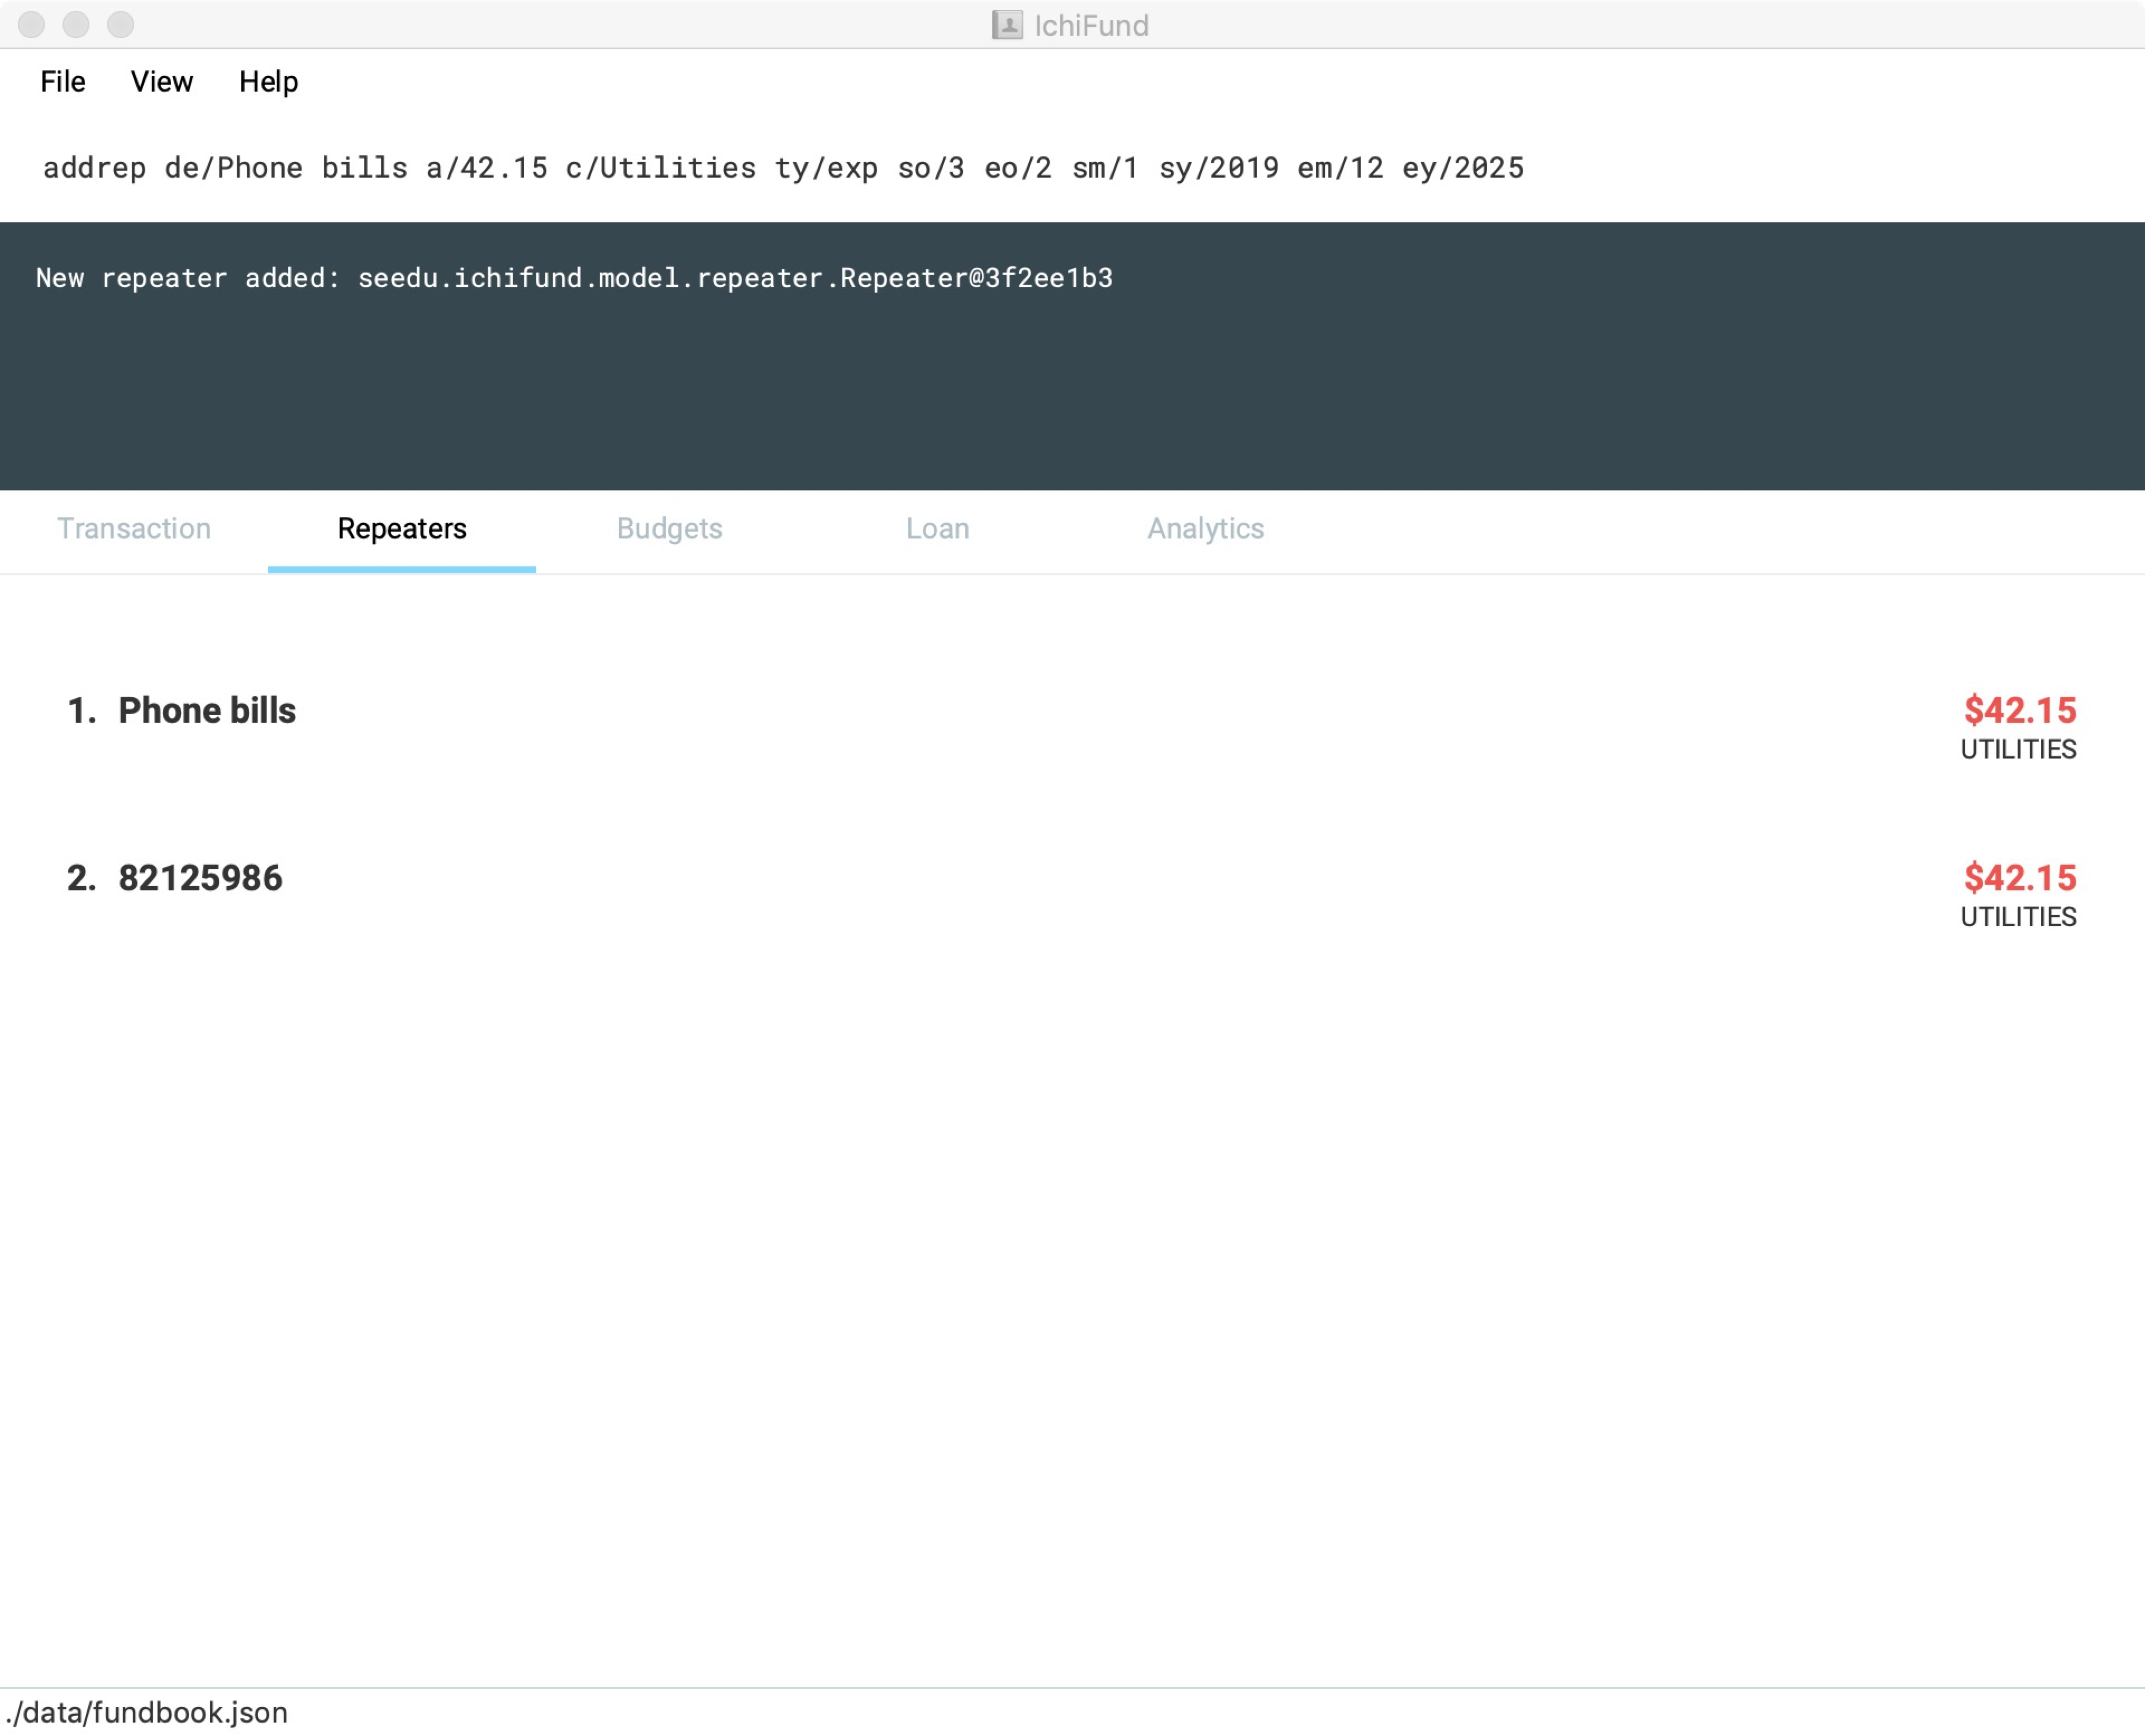 IchiFund
File View Help
addrep de/Phone bills a/42.15 c/Utilities ty/exp so/3 eo/2 sm/1 sy/2019 em/12 ey/2025
New repeater added: seedu.ichifund.model.repeater.Repeater@3f2ee1b3
Transaction Repeaters Budgets Loan Analytics
1. Phone bills $42.15
UTILITIES
2. 82125986 $42.15
UTILITIES
./data/fundbook.json